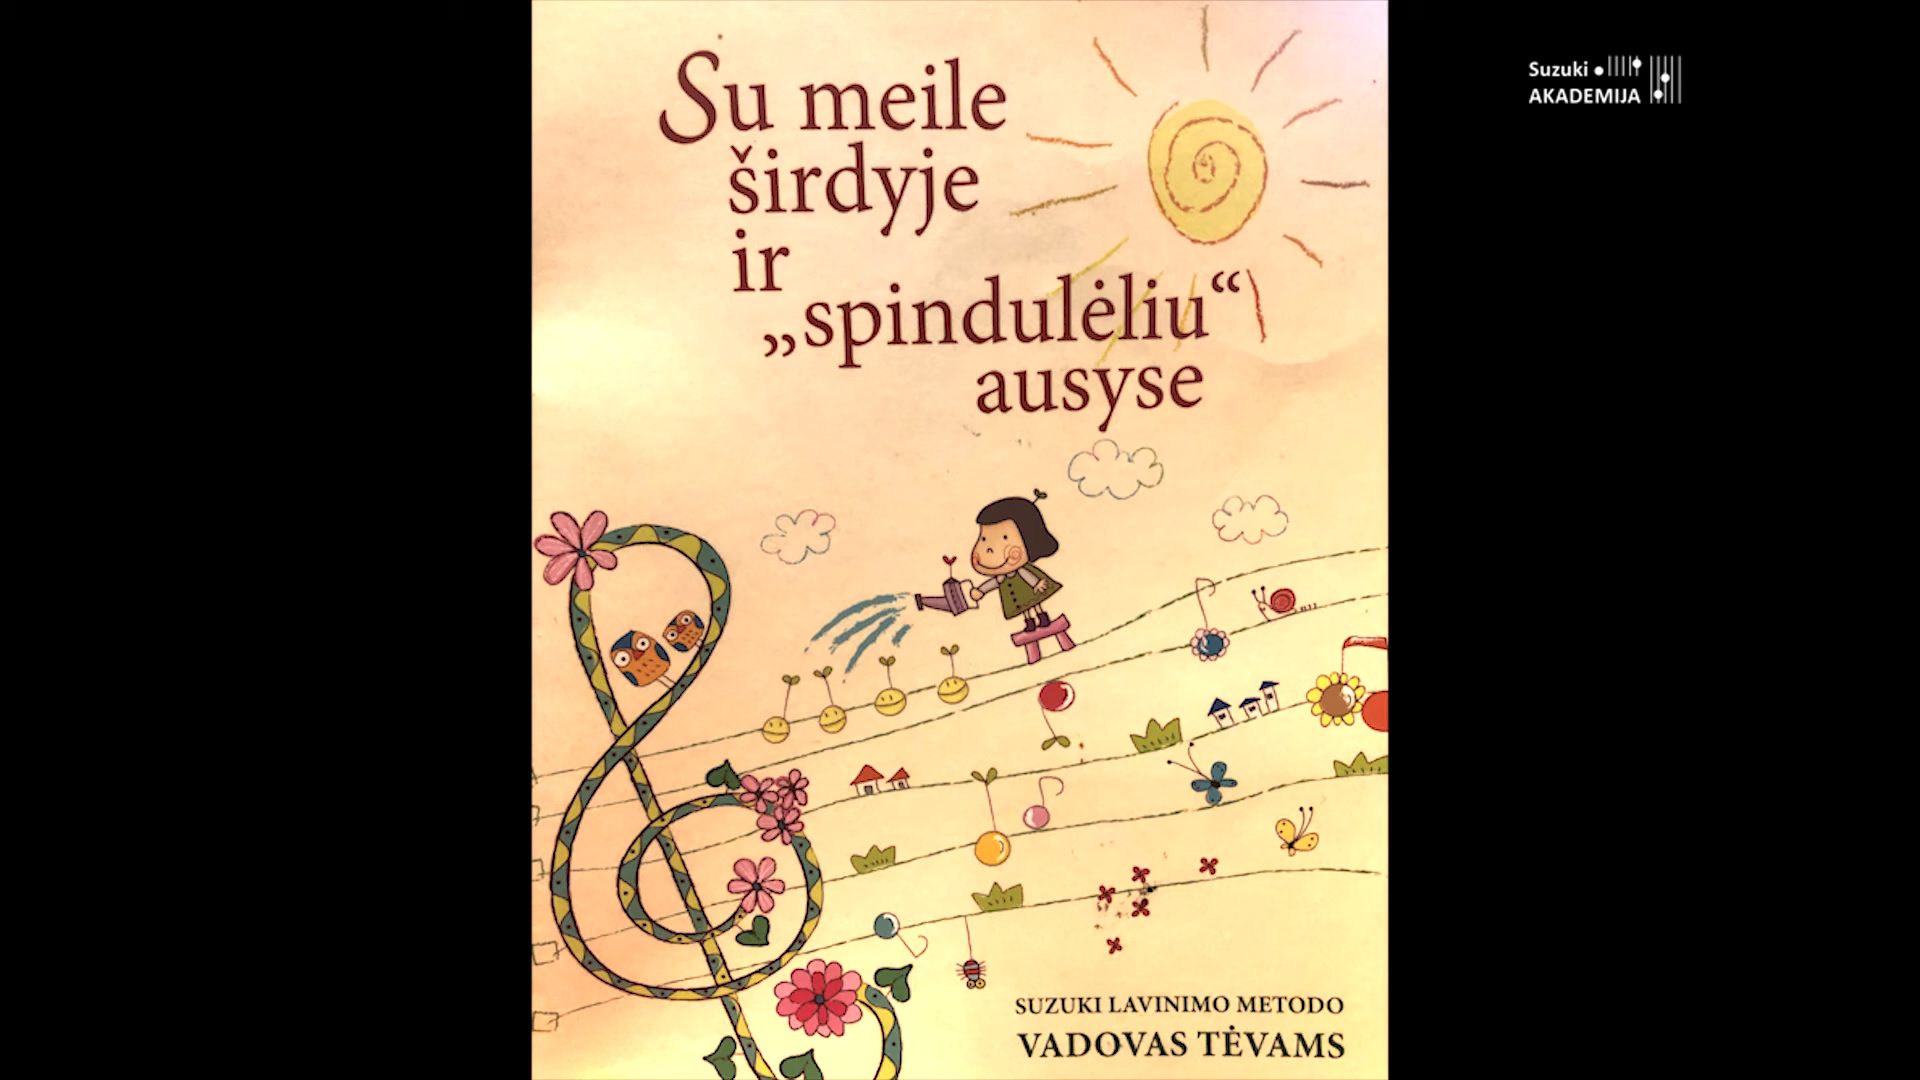 Su meile
širdyje
ir
„spindulėliu“
ausyse
SUZUKI LAVINIMO METODO
VADOVAS TĖVAMS
Suzuki
AKADEMIJA